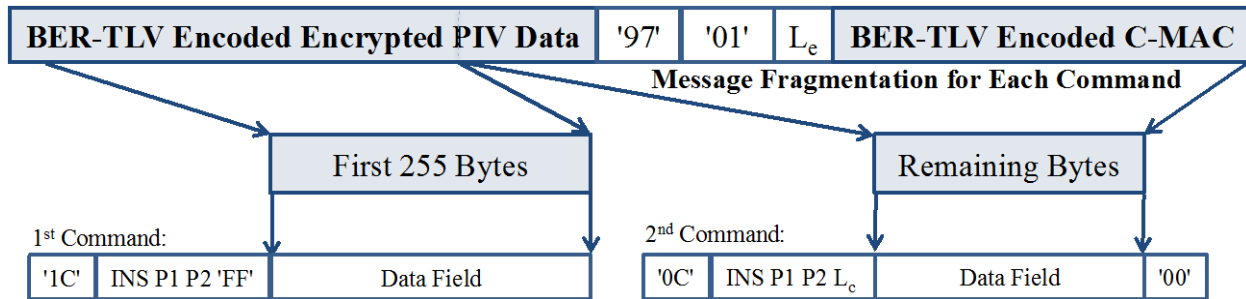 BER-TLV Encoded Encrypted PIV Data '97' '01' Le BER-TLV Encoded C-MAC
Message Fragmentation for Each Command
First 255 Bytes Remaining Bytes
1st Command: 2nd Command:
'1C' INS P1 P2 'FF' Data Field '0C' INS P1 P2 Lc Data Field '00'